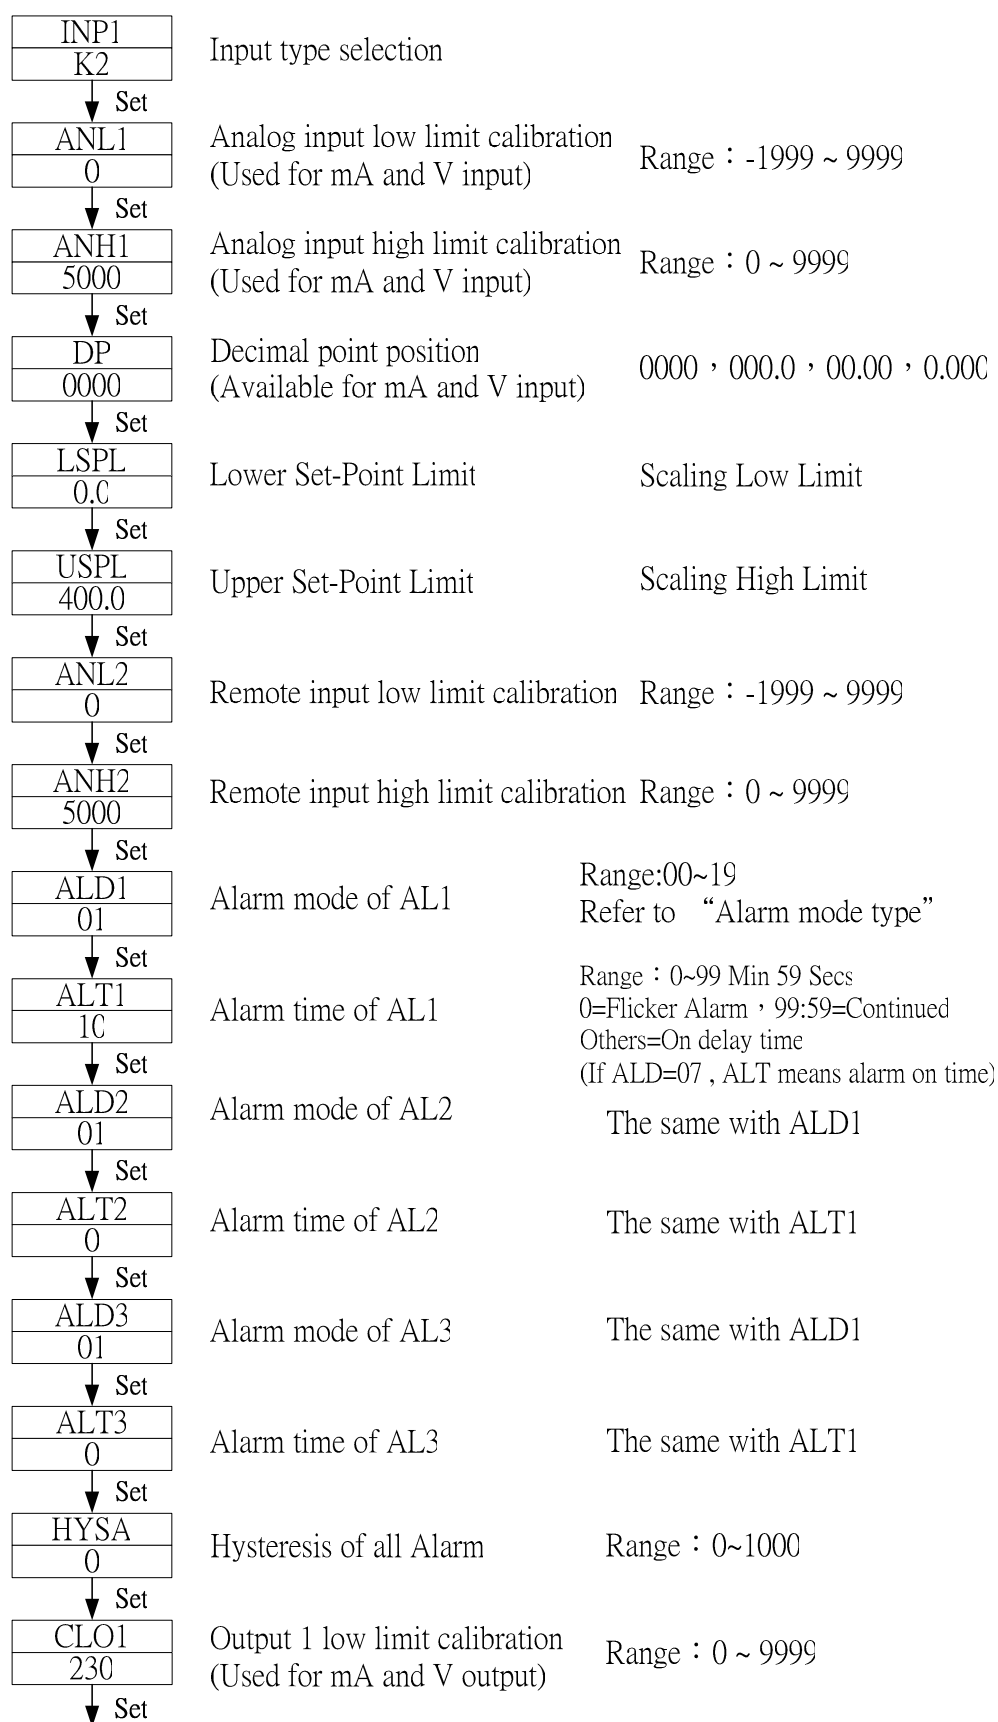 INP1
K2
Input type selection
Set
ANL1
0
Analog input low limit calibration
(Used for mA and V input)
Range：-1999 ~ 9999
Set
ANH1
5000
Analog input high limit calibration
(Used for mA and V input)
Range：0 ~ 9999
Set
DP
0000
Decimal point position
(Available for mA and V input)
0000，000.0，00.00，0.000
Set
LSPL
0.0
Lower Set-Point Limit
Scaling Low Limit
Set
USPL
400.0
Upper Set-Point Limit
Scaling High Limit
Set
ANL2
0
Remote input low limit calibration
Range：-1999 ~ 9999
Set
ANH2
5000
Remote input high limit calibration
Range：0 ~ 9999
Set
ALD1
01
Alarm mode of AL1
Range:00~19
Refer to “Alarm mode type”
Set
ALT1
10
Alarm time of AL1
Range：0~99 Min 59 Secs
0=Flicker Alarm，99:59=Continued
Others=On delay time
(If ALD=07 , ALT means alarm on time)
Set
ALD2
01
Alarm mode of AL2
The same with ALD1
Set
ALT2
0
Alarm time of AL2
The same with ALT1
Set
ALD3
01
Alarm mode of AL3
The same with ALD1
Set
ALT3
0
Alarm time of AL3
The same with ALT1
Set
HYSA
0
Hysteresis of all Alarm
Range：0~1000
Set
CLO1
230
Output 1 low limit calibration
(Used for mA and V output)
Range：0 ~ 9999
Set